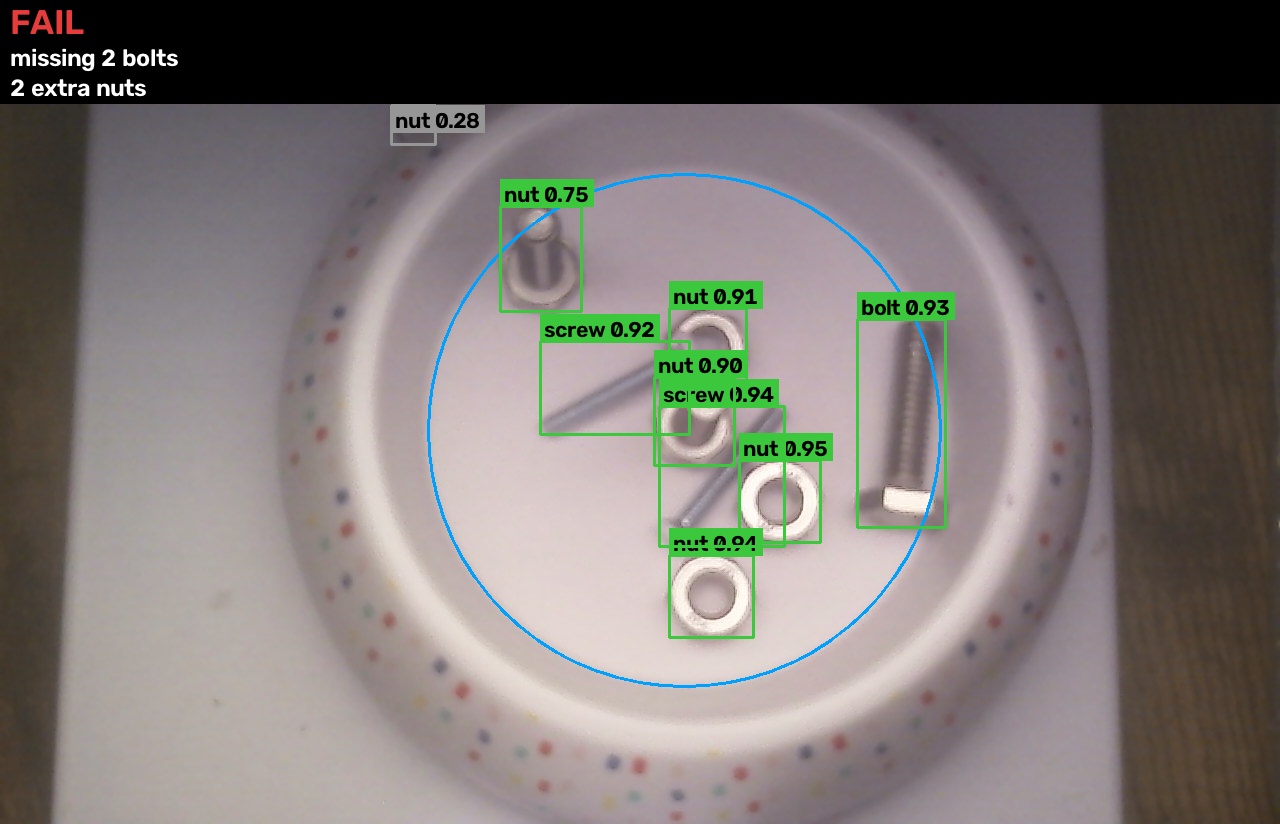 FAIL
missing 2 bolts
2 extra nuts
nut 0.28
nut 0.75
nut 0.91
bolt 0.93
screw 0.92
nut 0.90
screw 0.94
nut 0.95
nut 0.94